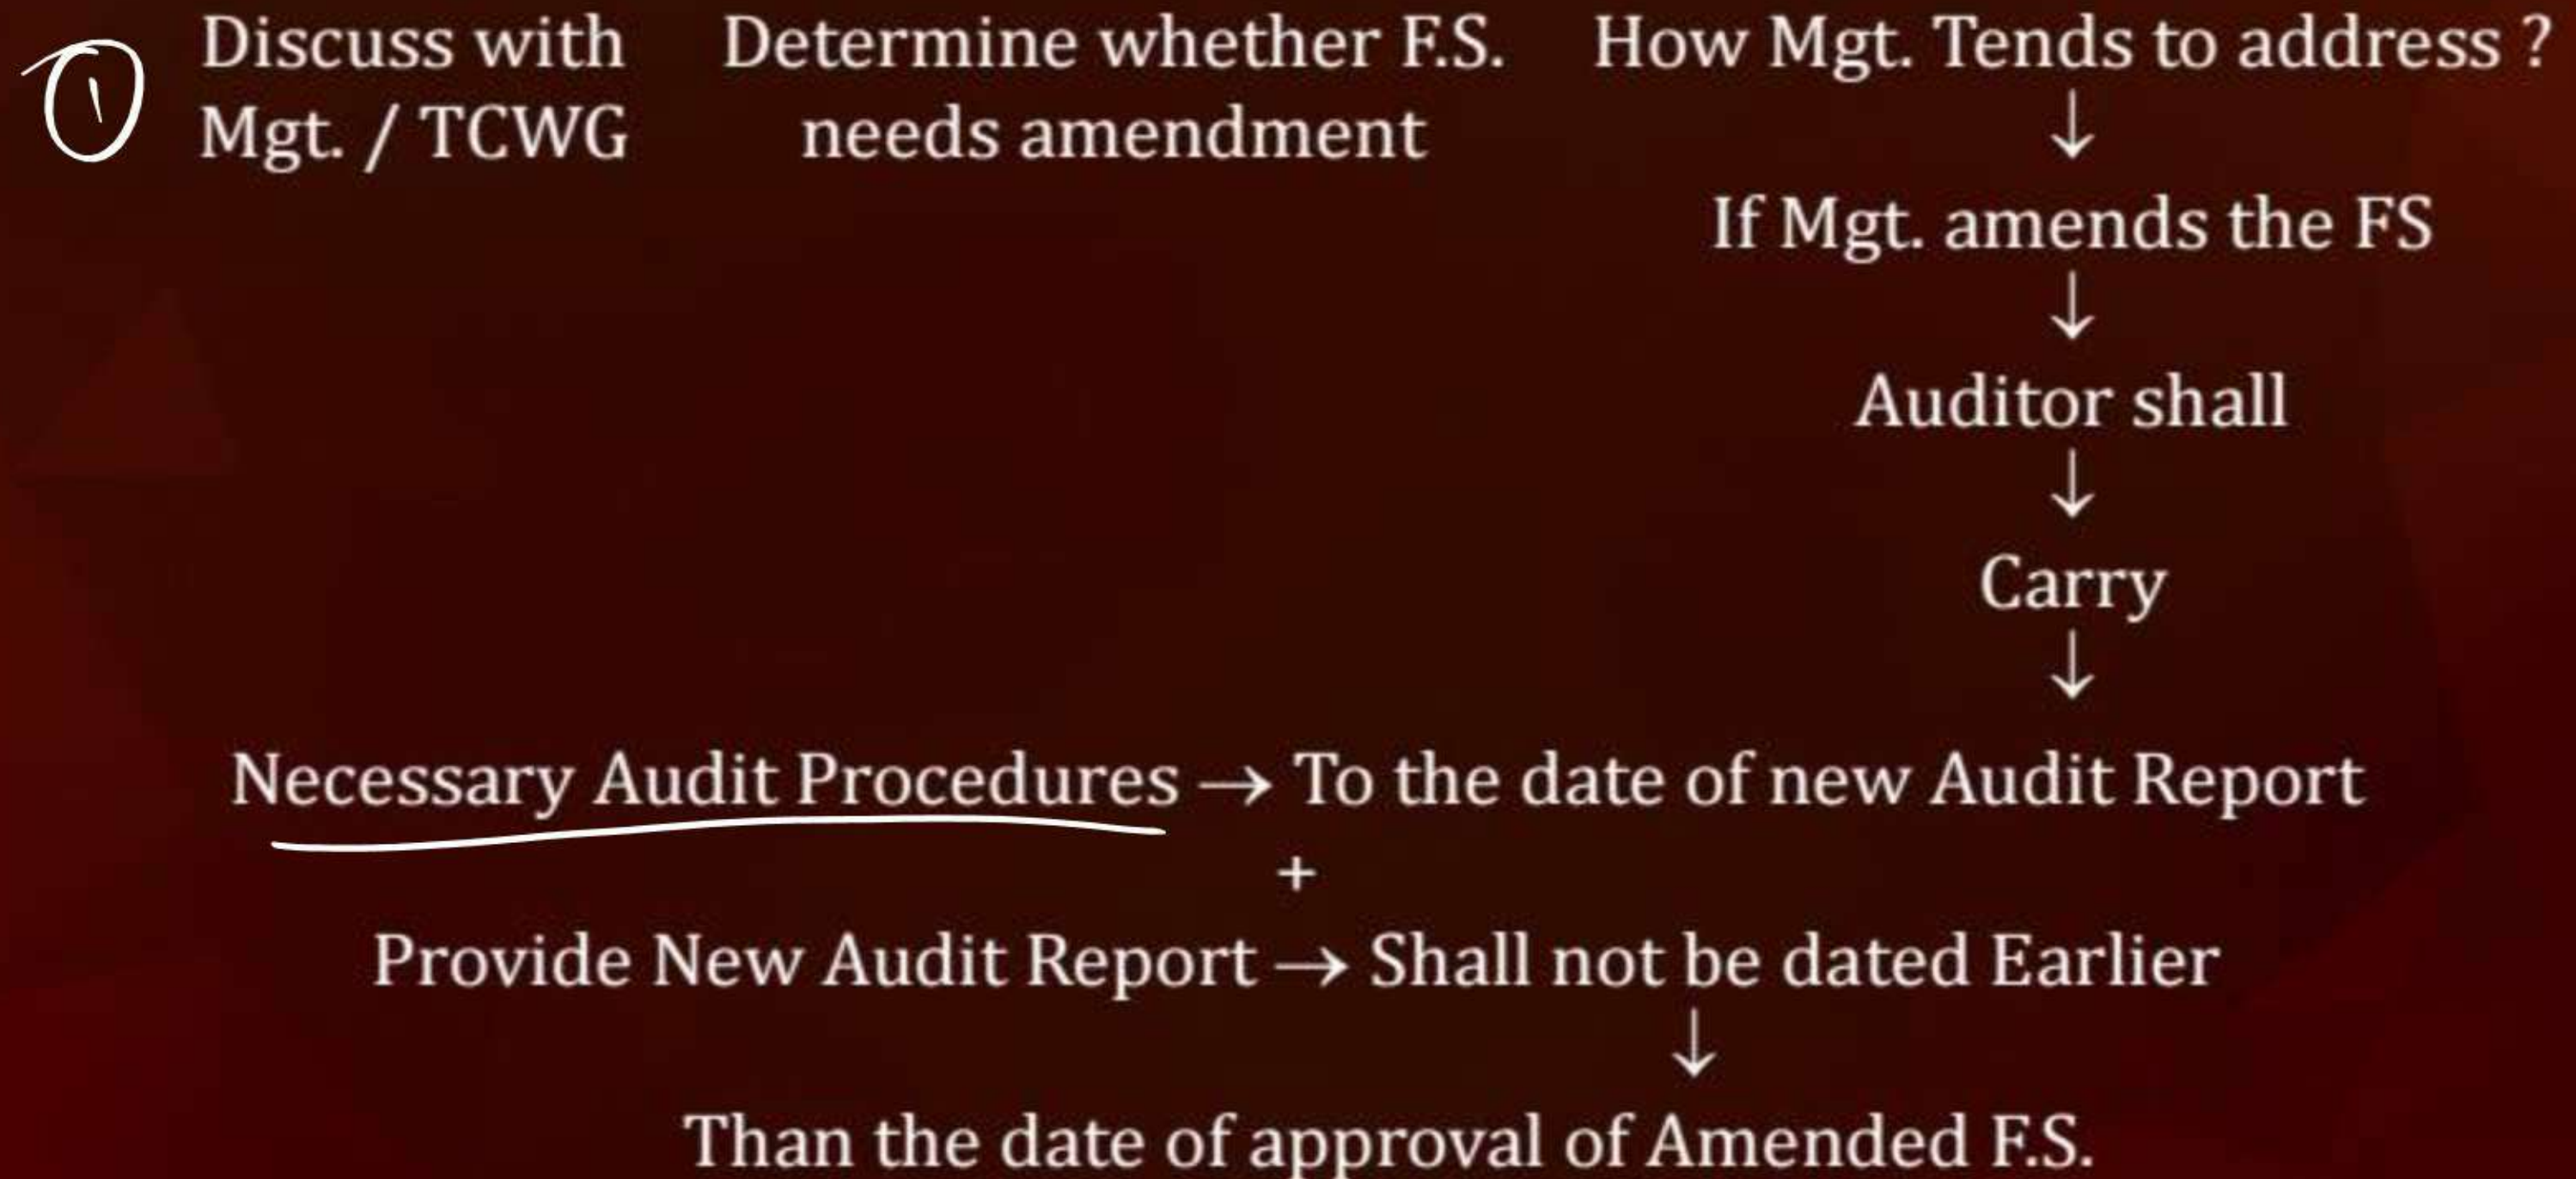 ① Discuss with Determine whether F.S. How Mgt. Tends to address ?
Mgt. / TCWG needs amendment
↓
If Mgt. amends the FS
↓
Auditor shall
↓
Carry
↓
Necessary Audit Procedures → To the date of new Audit Report
+
Provide New Audit Report → Shall not be dated Earlier
↓
Than the date of approval of Amended F.S.